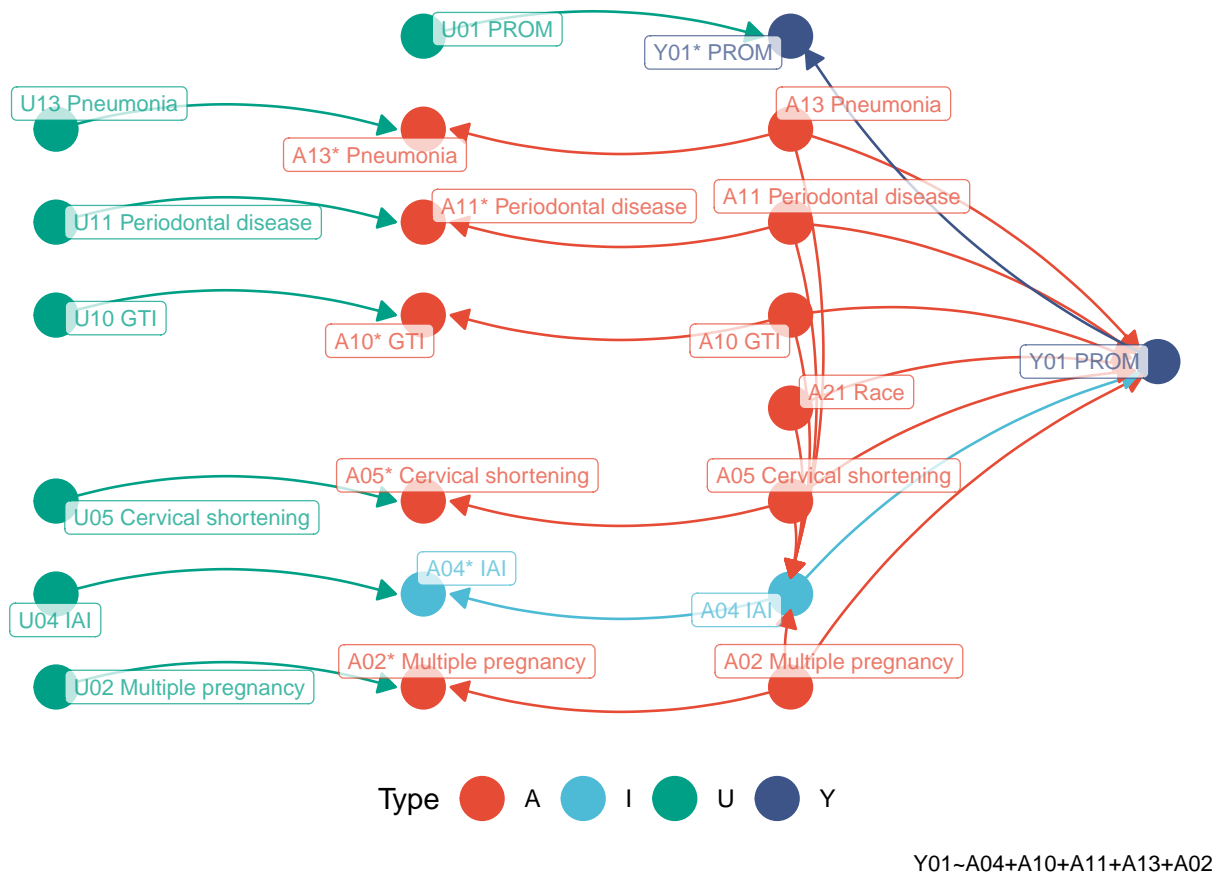 U01 PROM
Y01* PROM
U13 Pneumonia
A13 Pneumonia
A13* Pneumonia
A11 Periodontal disease
A11* Periodontal disease
U11 Periodontal disease
U10 GTI
A10* GTI
A10 GTI
Y01 PROM
A21 Race
A05* Cervical shortening
A05 Cervical shortening
U05 Cervical shortening
A04* IAI
A04 IAI
U04 IAI
A02* Multiple pregnancy
A02 Multiple pregnancy
U02 Multiple pregnancy
Type A I U Y
Y01~A04+A10+A11+A13+A02